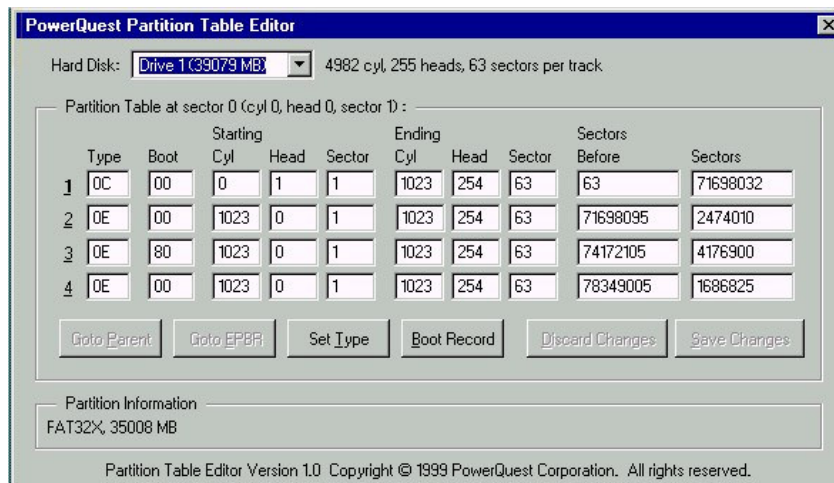 PowerQuest Partition Table Editor
Hard Disk: Drive 1 (39079 MB) 4982 cyl, 255 heads, 63 sectors per track
Partition Table at sector 0 (cyl 0, head 0, sector 1) :
Starting Ending Sectors
Type Boot Cyl Head Sector Cyl Head Sector Before Sectors
1 0C 00 0 1 1 1023 254 63 63 71698032
2 0E 00 1023 0 1 1023 254 63 71698095 2474010
3 0E 80 1023 0 1 1023 254 63 74172105 4176900
4 0E 00 1023 0 1 1023 254 63 78349005 1686825
Goto Parent Goto EPBR Set Type Boot Record Discard Changes Save Changes
Partition Information
FAT32X, 35008 MB
Partition Table Editor Version 1.0 Copyright © 1999 PowerQuest Corporation. All rights reserved.